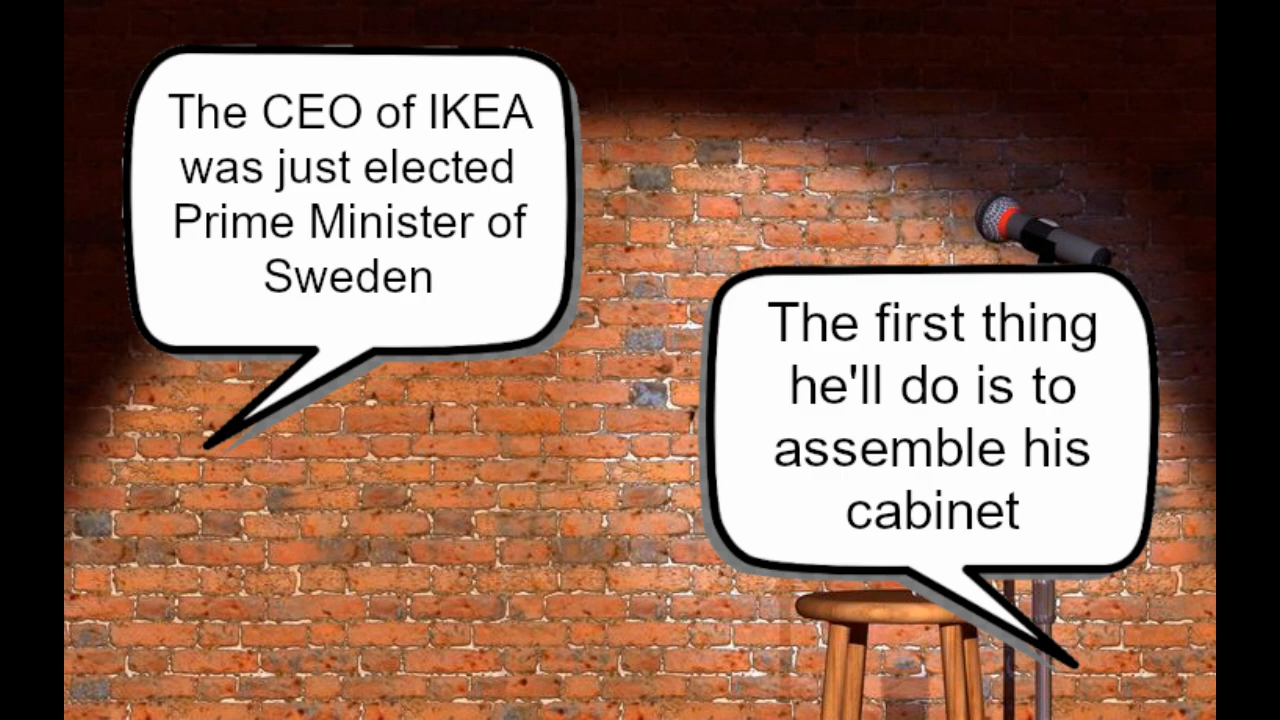 The CEO of IKEA
was just elected
Prime Minister of
Sweden
The first thing
he'll do is to
assemble his
cabinet